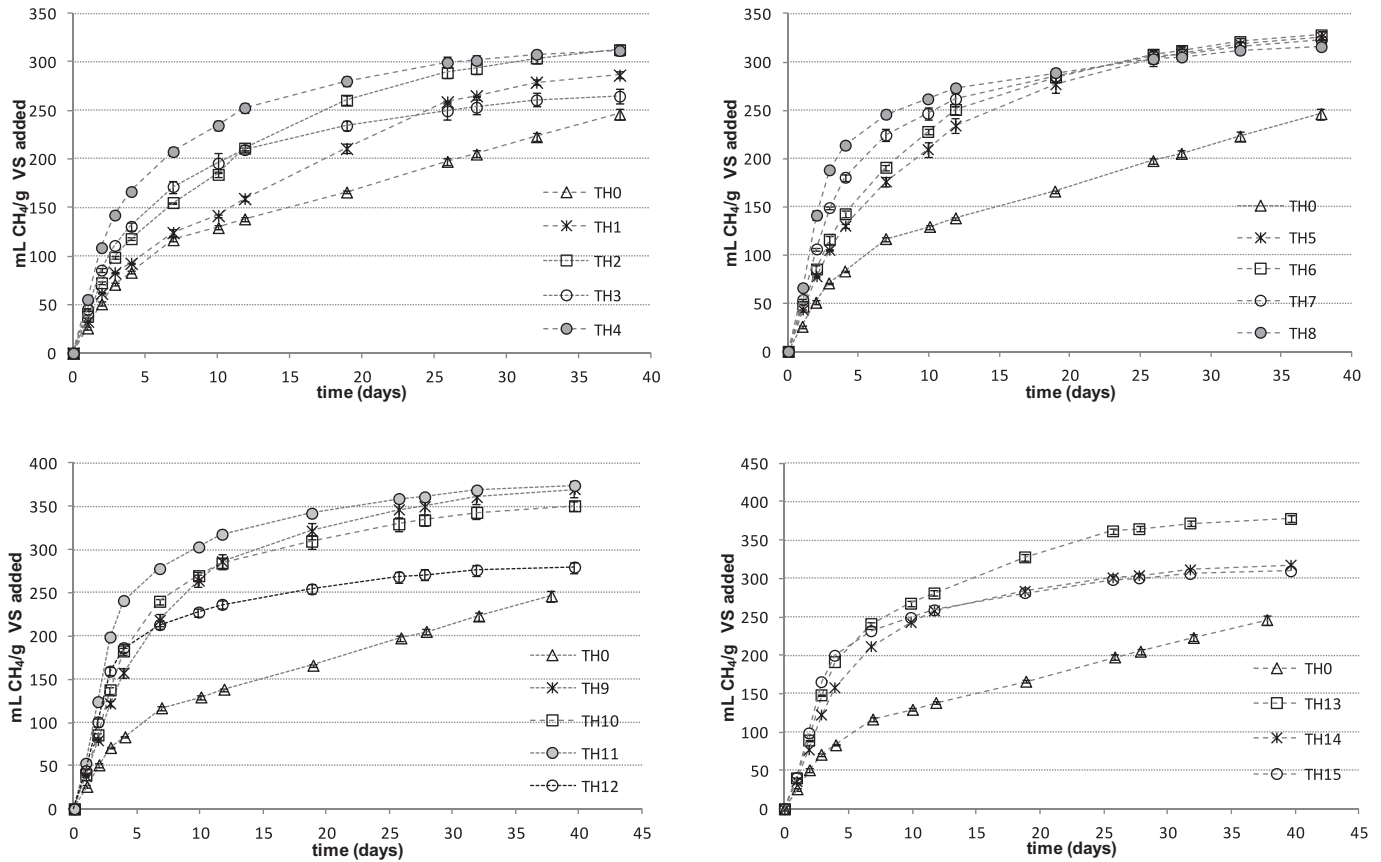 mL CH₄/g VS added
350
300
250
200
150
100
50
0
0 5 10 15 20 25 30 35 40
time (days)
TH0
TH1
TH2
TH3
TH4
mL CH₄/g VS added
350
300
250
200
150
100
50
0
0 5 10 15 20 25 30 35 40
time (days)
TH0
TH5
TH6
TH7
TH8
mL CH₄/g VS added
400
350
300
250
200
150
100
50
0
0 5 10 15 20 25 30 35 40 45
time (days)
TH0
TH9
TH10
TH11
TH12
mL CH₄/g VS added
450
400
350
300
250
200
150
100
50
0
0 5 10 15 20 25 30 35 40 45
time (days)
TH0
TH13
TH14
TH15